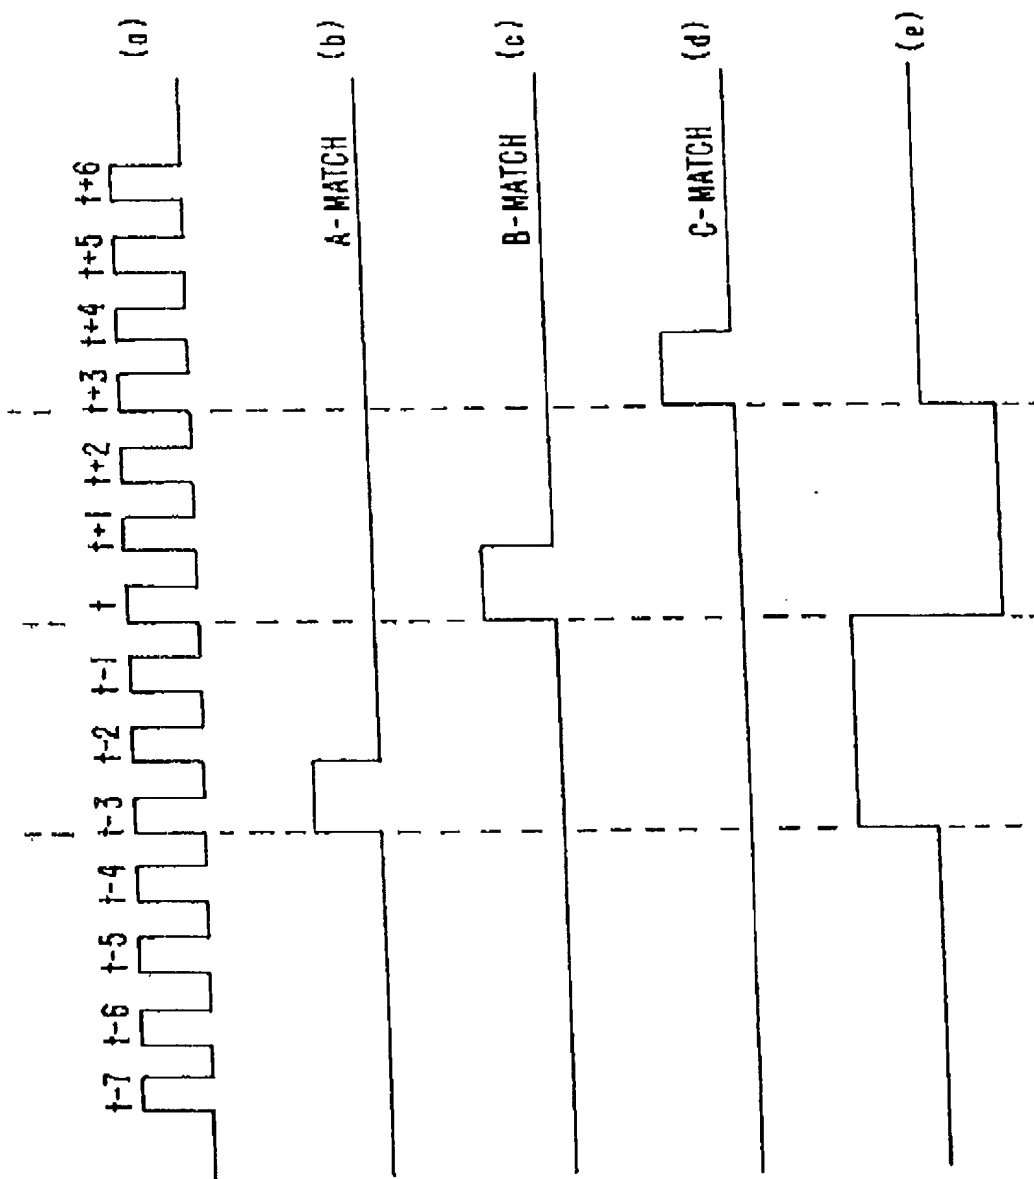 t-7 t-6 t-5 t-4 t-3 t-2 t-1 t t+1 t+2 t+3 t+4 t+5 t+6 (a)
A-MATCH (b)
B-MATCH (c)
C-MATCH (d)
(e)